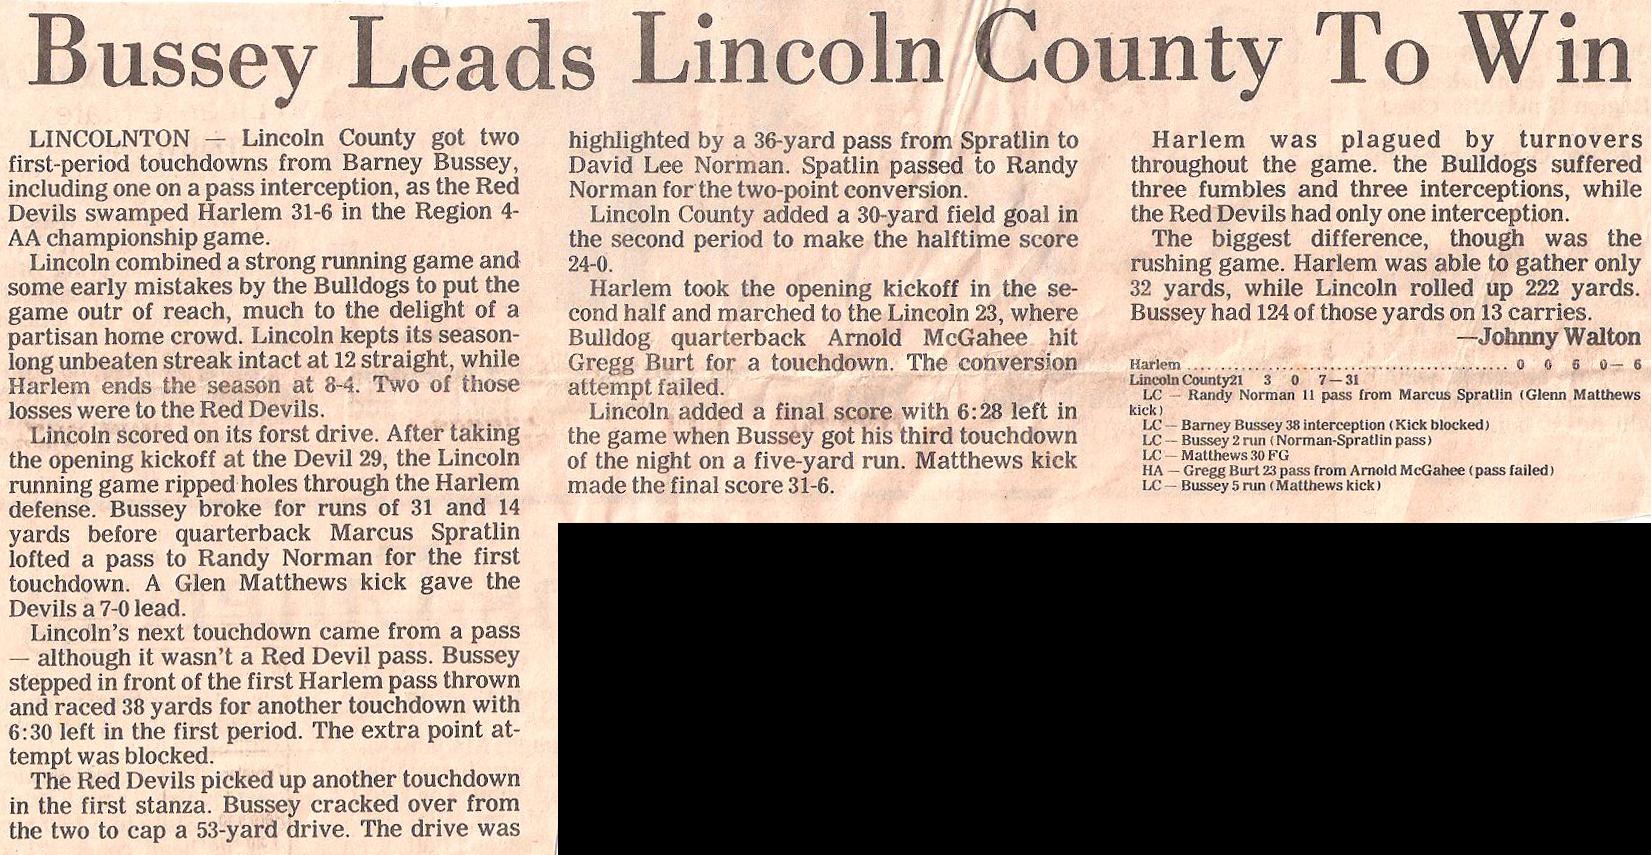 Bussey Leads Lincoln County To Win
LINCOLNTON — Lincoln County got two
first-period touchdowns from Barney Bussey,
including one on a pass interception, as the Red
Devils swamped Harlem 31-6 in the Region 4-
AA championship game.
Lincoln combined a strong running game and
some early mistakes by the Bulldogs to put the
game outr of reach, much to the delight of a
partisan home crowd. Lincoln kepts its season-
long unbeaten streak intact at 12 straight, while
Harlem ends the season at 8-4. Two of those
losses were to the Red Devils.
Lincoln scored on its forst drive. After taking
the opening kickoff at the Devil 29, the Lincoln
running game ripped holes through the Harlem
defense. Bussey broke for runs of 31 and 14
yards before quarterback Marcus Spratlin
lofted a pass to Randy Norman for the first
touchdown. A Glen Matthews kick gave the
Devils a 7-0 lead.
Lincoln's next touchdown came from a pass
— although it wasn't a Red Devil pass. Bussey
stepped in front of the first Harlem pass thrown
and raced 38 yards for another touchdown with
6:30 left in the first period. The extra point at-
tempt was blocked.
The Red Devils picked up another touchdown
in the first stanza. Bussey cracked over from
the two to cap a 53-yard drive. The drive was
highlighted by a 36-yard pass from Spratlin to
David Lee Norman. Spatlin passed to Randy
Norman for the two-point conversion.
Lincoln County added a 30-yard field goal in
the second period to make the halftime score
24-0.
Harlem took the opening kickoff in the se-
cond half and marched to the Lincoln 23, where
Bulldog quarterback Arnold McGahee hit
Gregg Burt for a touchdown. The conversion
attempt failed.
Lincoln added a final score with 6:28 left in
the game when Bussey got his third touchdown
of the night on a five-yard run. Matthews kick
made the final score 31-6.
Harlem was plagued by turnovers
throughout the game. the Bulldogs suffered
three fumbles and three interceptions, while
the Red Devils had only one interception.
The biggest difference, though was the
rushing game. Harlem was able to gather only
32 yards, while Lincoln rolled up 222 yards.
Bussey had 124 of those yards on 13 carries.
—Johnny Walton
Harlem ........................................ 0 0 6 0— 6
Lincoln County21 3 0 7—31
LC — Randy Norman 11 pass from Marcus Spratlin (Glenn Matthews
kick)
LC — Barney Bussey 38 interception (Kick blocked)
LC — Bussey 2 run (Norman-Spratlin pass)
LC — Matthews 30 FG
HA — Gregg Burt 23 pass from Arnold McGahee (pass failed)
LC — Bussey 5 run (Matthews kick)